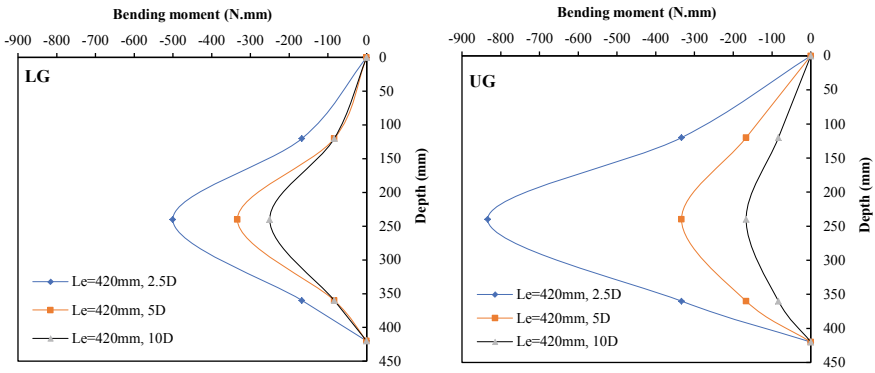 Bending moment (N.mm)
-900 -800 -700 -600 -500 -400 -300 -200 -100 0
LG
0
50
100
150
200
250
300
350
400
450
Depth (mm)
Le=420mm, 2.5D
Le=420mm, 5D
Le=420mm, 10D
Bending moment (N.mm)
-900 -800 -700 -600 -500 -400 -300 -200 -100 0
UG
0
50
100
150
200
250
300
350
400
450
Depth (mm)
Le=420mm, 2.5D
Le=420mm, 5D
Le=420mm, 10D